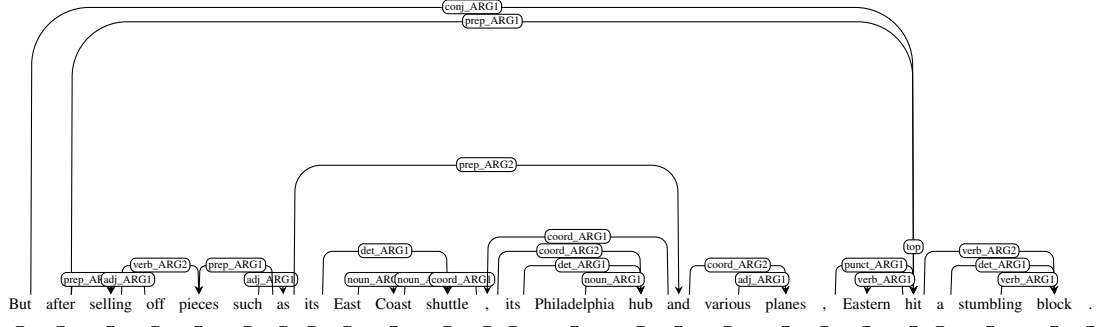 conj_ARG1
prep_ARG1
prep_ARG2
coord_ARG1
top
det_ARG1 coord_ARG2 verb_ARG2
verb_ARG2 prep_ARG1 det_ARG1 coord_ARG2 punct_ARG1 det_ARG1
adj_ARG1 adj_ARG1 coord_ARG1 noun_ARG1 adj_ARG1 verb_ARG1 verb_ARG1
But after selling off pieces such as its East Coast shuttle , its Philadelphia hub and various planes , Eastern hit a stumbling block .
_ _ _ _ _ _ _ _ _ _ _ _ _ _ _ _ _ _ _ _ _ _ _ _ _